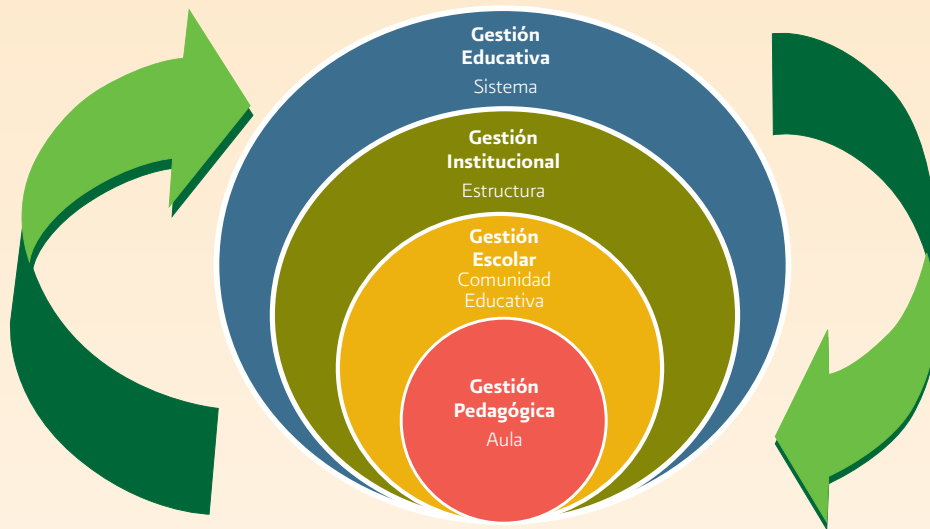 Gestión
Educativa
Sistema
Gestión
Institucional
Estructura
Gestión
Escolar
Comunidad
Educativa
Gestión
Pedagógica
Aula